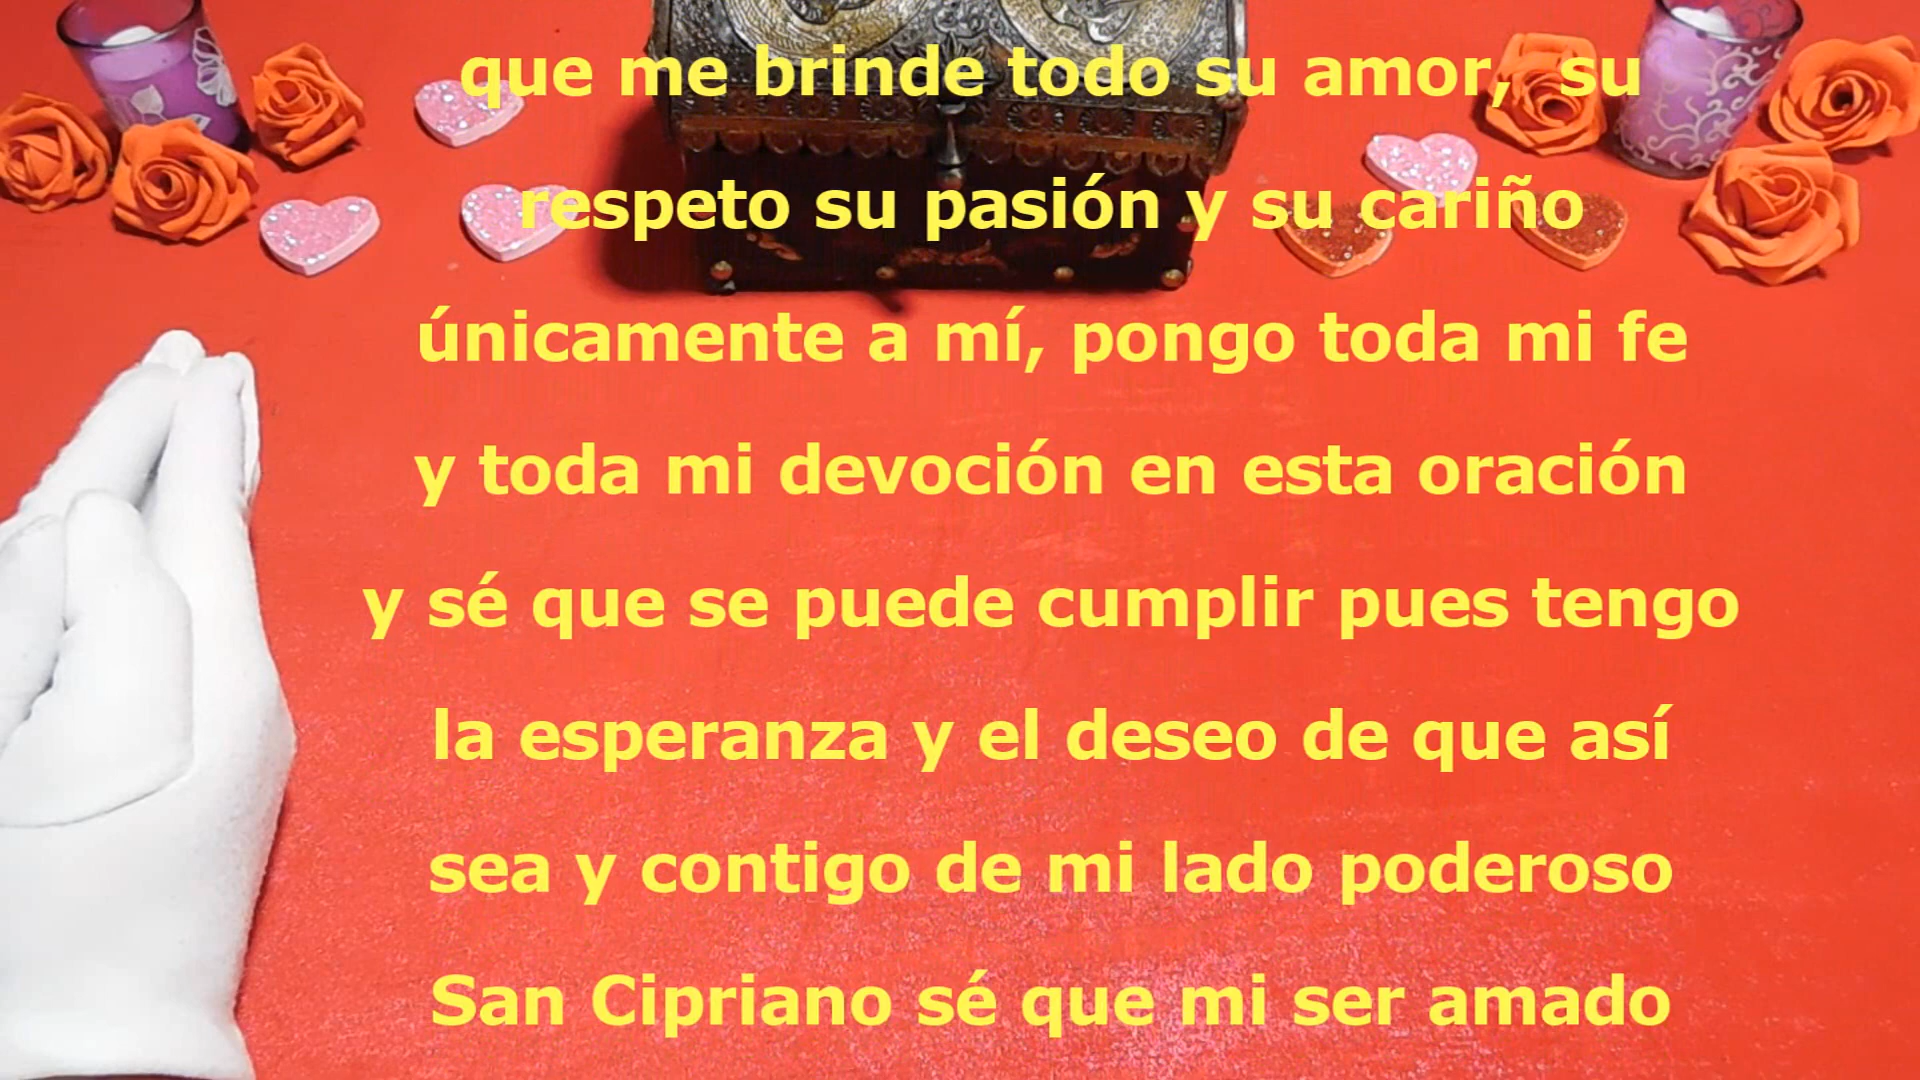 que me brinde todo su amor,  su
respeto su pasión y su cariño
únicamente a mí, pongo toda mi fe
y toda mi devoción en esta oración
y sé que se puede cumplir pues tengo
la esperanza y el deseo de que así
sea y contigo de mi lado poderoso
San Cipriano sé que mi ser amado